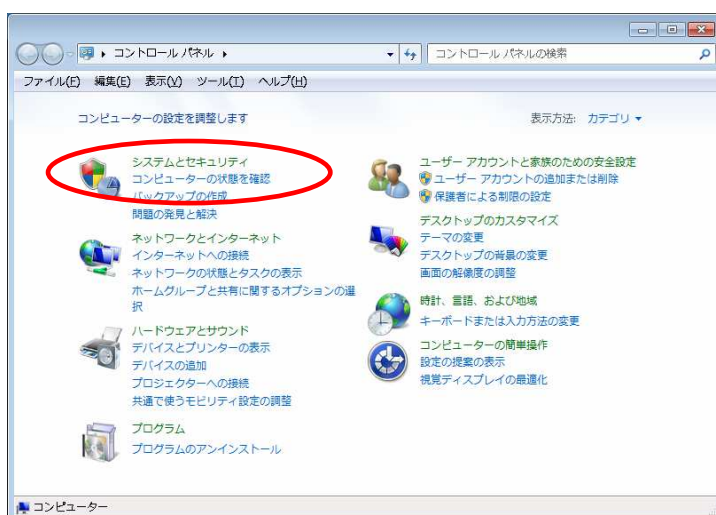 コントロール パネル
コントロール パネルの検索
ファイル(F) 編集(E) 表示(V) ツール(T) ヘルプ(H)
コンピューターの設定を調整します
表示方法: カテゴリ
システムとセキュリティ
コンピューターの状態を確認
バックアップの作成
問題の発見と解決
ネットワークとインターネット
インターネットへの接続
ネットワークの状態とタスクの表示
ホームグループと共有に関するオプションの選
択
ハードウェアとサウンド
デバイスとプリンターの表示
デバイスの追加
プロジェクターへの接続
共通で使うモビリティ設定の調整
プログラム
プログラムのアンインストール
ユーザー アカウントと家族のための安全設定
ユーザー アカウントの追加または削除
保護者による制限の設定
デスクトップのカスタマイズ
テーマの変更
デスクトップの背景の変更
画面の解像度の調整
時計、言語、および地域
キーボードまたは入力方法の変更
コンピューターの簡単操作
設定の提案の表示
視覚ディスプレイの最適化
コンピューター